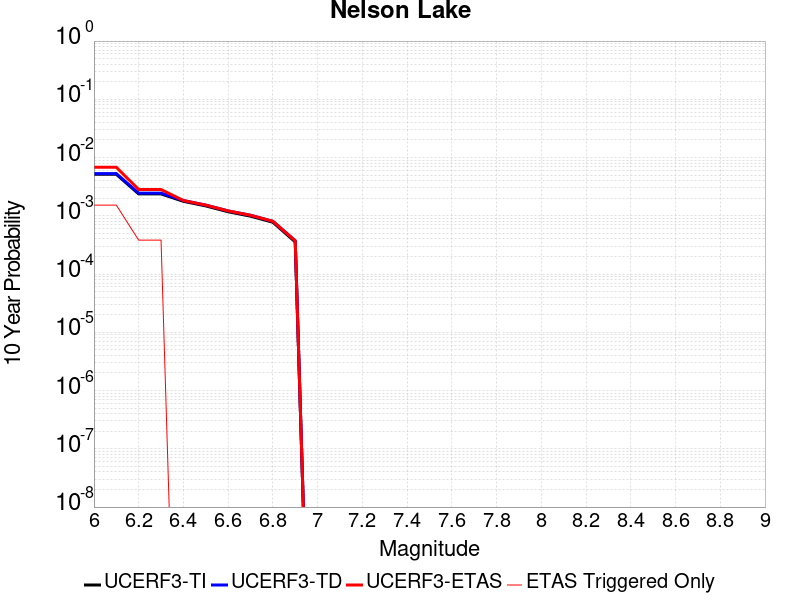 Nelson Lake
10 Year Probability
10^0
10^-1
10^-2
10^-3
10^-4
10^-5
10^-6
10^-7
10^-8
6 6.2 6.4 6.6 6.8 7 7.2 7.4 7.6 7.8 8 8.2 8.4 8.6 8.8 9
Magnitude
UCERF3-TI UCERF3-TD UCERF3-ETAS ETAS Triggered Only